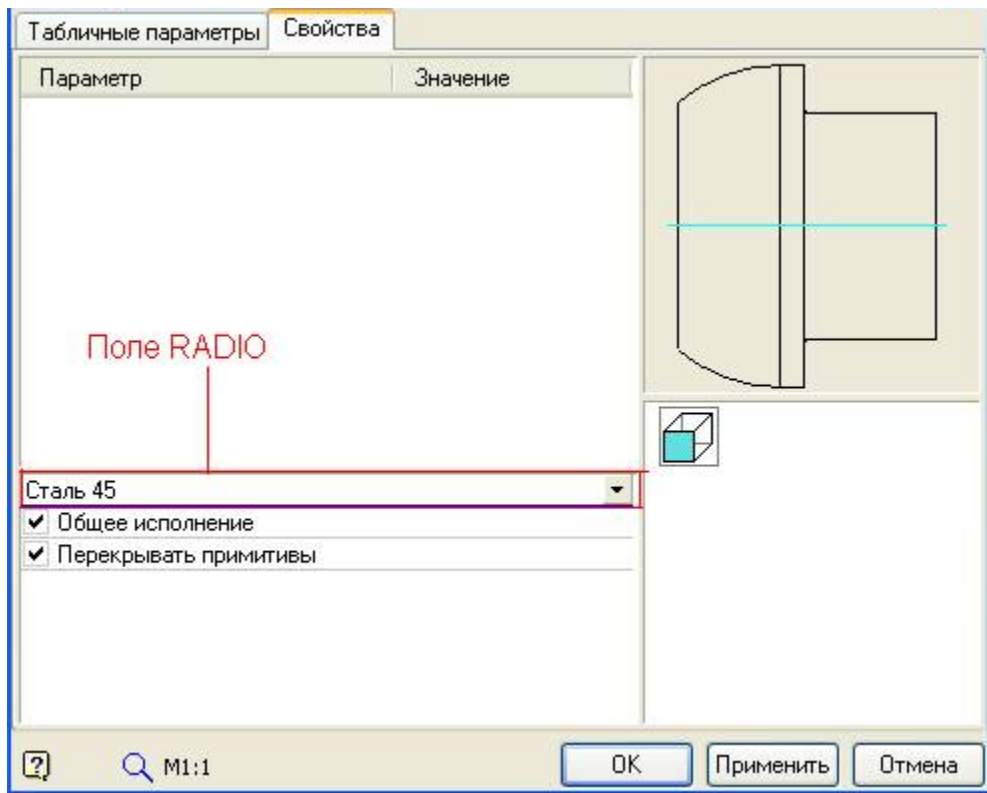 Табличные параметры Свойства
Параметр Значение
Поле RADIO
Сталь 45
Общее исполнение
Перекрывать примитивы
M1:1 OK Применить Отмена